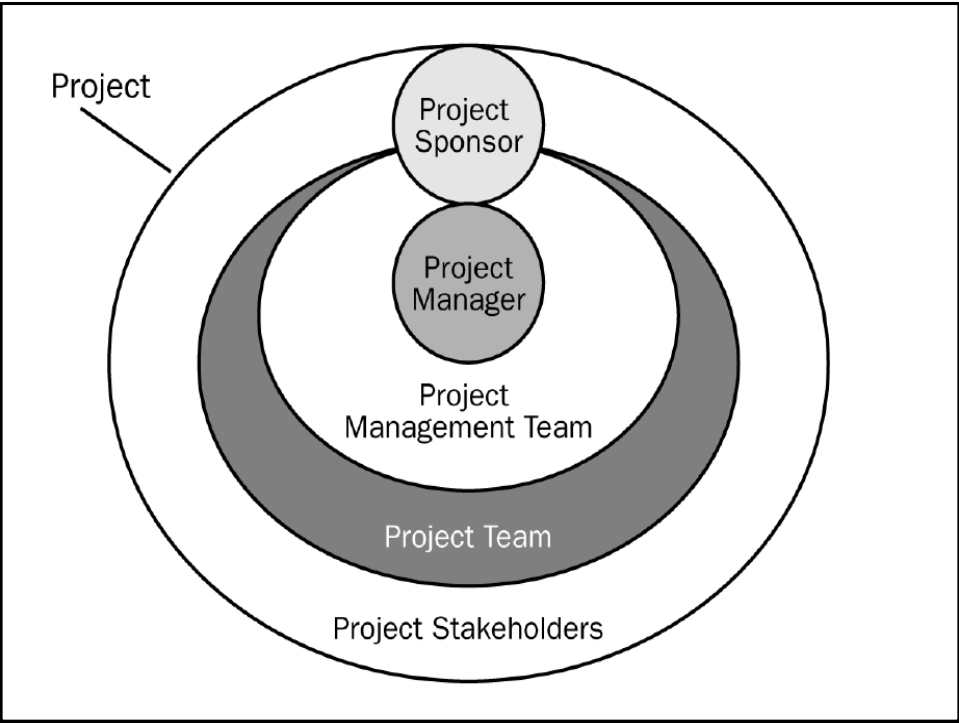 Project
Project
Sponsor
Project
Manager
Project
Management Team
Project Team
Project Stakeholders